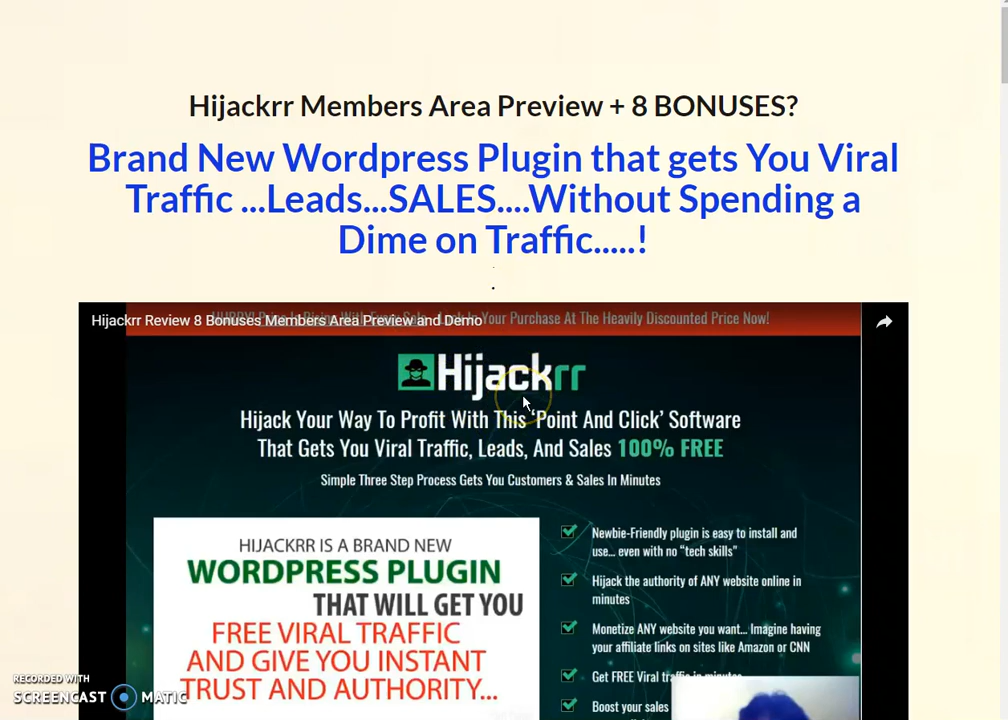 Hijackrr Members Area Preview + 8 BONUSES?
Brand New Wordpress Plugin that gets You Viral
Traffic ...Leads...SALES....Without Spending a
Dime on Traffic.....!
.
Hijackrr Review 8 Bonuses Members Area Preview and Demo
Your Purchase At The Heavily Discounted Price Now!
Hijackrr
Hijack Your Way To Profit With This 'Point And Click' Software
That Gets You Viral Traffic, Leads, And Sales 100% FREE
Simple Three Step Process Gets You Customers & Sales In Minutes
HIJACKRR IS A BRAND NEW
WORDPRESS PLUGIN
THAT WILL GET YOU
FREE VIRAL TRAFFIC
AND GIVE YOU INSTANT
TRUST AND AUTHORITY...
Newbie-Friendly plugin is easy to install and
use... even with no "tech skills"
Hijack the authority of ANY website online in
minutes
Monetize ANY website you want... Imagine having
your affiliate links on sites like Amazon or CNN
Get FREE Viral traffic in minutes
Boost your sales
RECORDED WITH
SCREENCAST MATIC